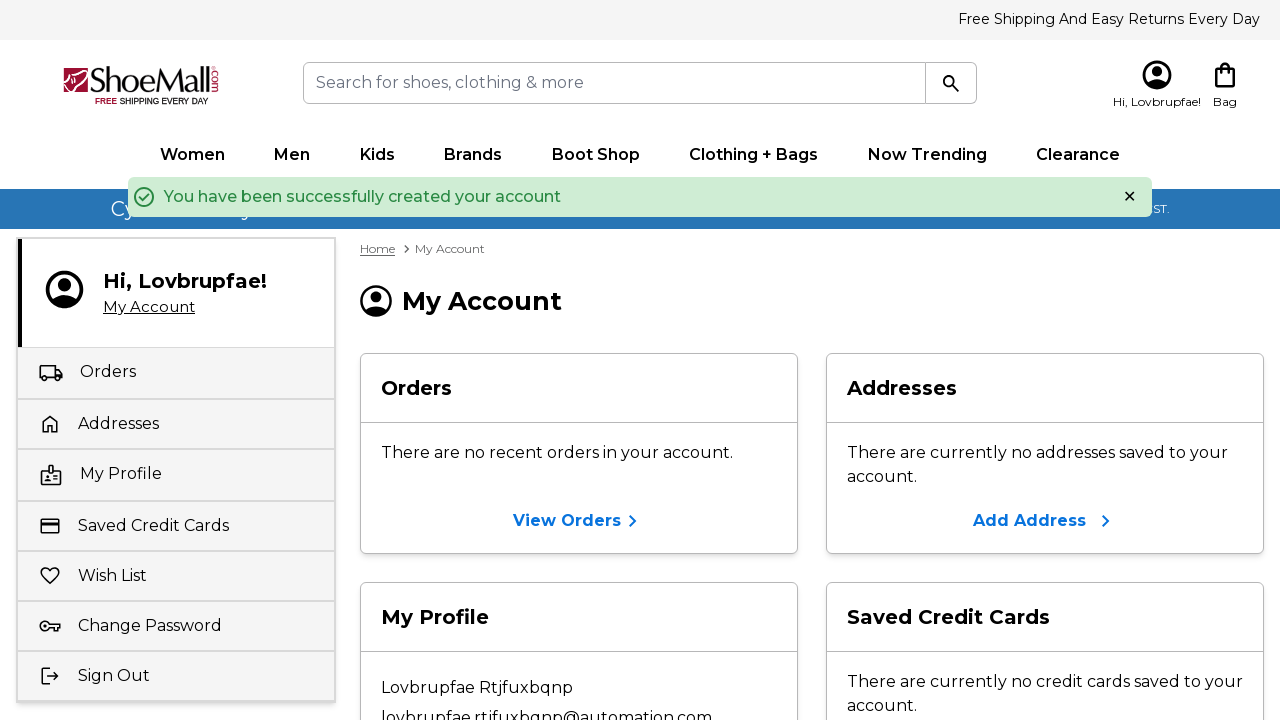 Free Shipping And Easy Returns Every Day
ShoeMall.com
FREE SHIPPING EVERY DAY
Search for shoes, clothing & more
Hi, Lovbrupfae!
Bag
Women
Men
Kids
Brands
Boot Shop
Clothing + Bags
Now Trending
Clearance
You have been successfully created your account
ST.
Hi, Lovbrupfae!
My Account
Orders
Addresses
My Profile
Saved Credit Cards
Wish List
Change Password
Sign Out
Home > My Account
My Account
Orders
There are no recent orders in your account.
View Orders
Addresses
There are currently no addresses saved to your
account.
Add Address
My Profile
Lovbrupfae Rtjfuxbqnp
lovbrupfae.rtjfuxbqnp@automation.com
Saved Credit Cards
There are currently no credit cards saved to your
account.